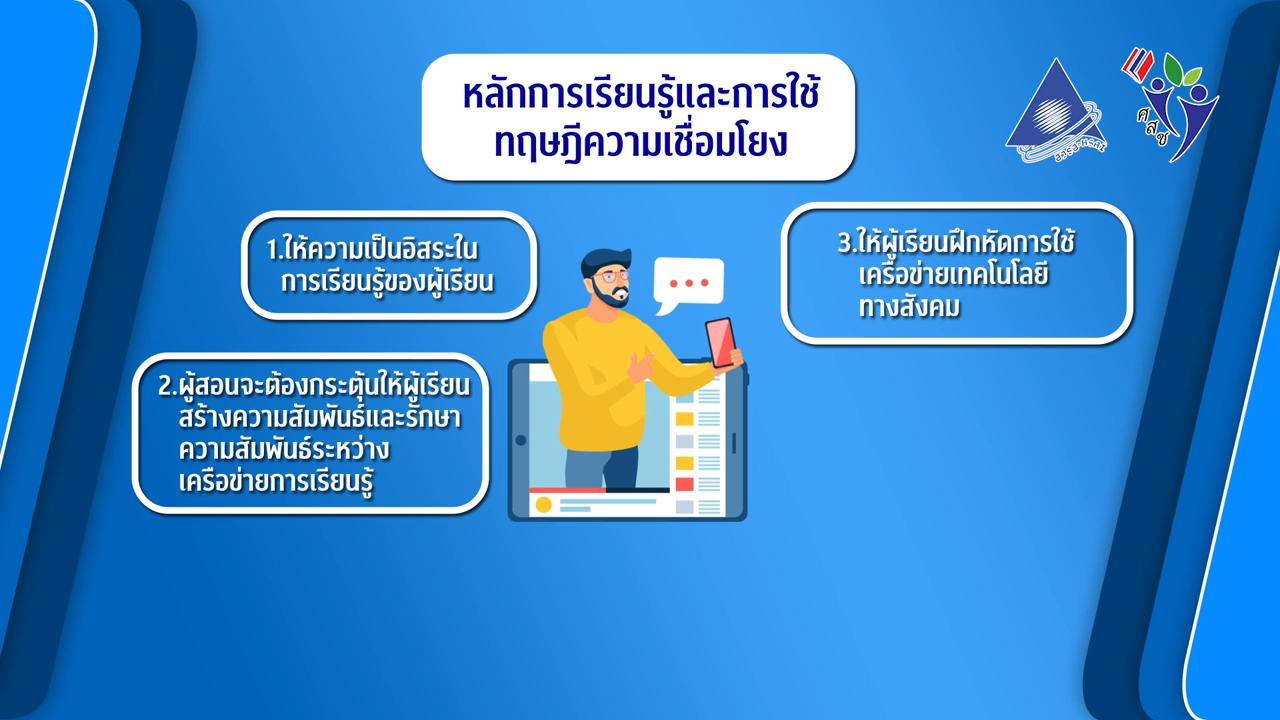 หลักการเรียนรู้และการใช้
ทฤษฎีความเชื่อมโยง
1.ให้ความเป็นอิสระใน
การเรียนรู้ของผู้เรียน
2.ผู้สอนจะต้องกระตุ้นให้ผู้เรียน
สร้างความสัมพันธ์และรักษา
ความสัมพันธ์ระหว่าง
เครือข่ายการเรียนรู้
3.ให้ผู้เรียนฝึกหัดการใช้
เครือข่ายเทคโนโลยี
ทางสังคม
ศสช